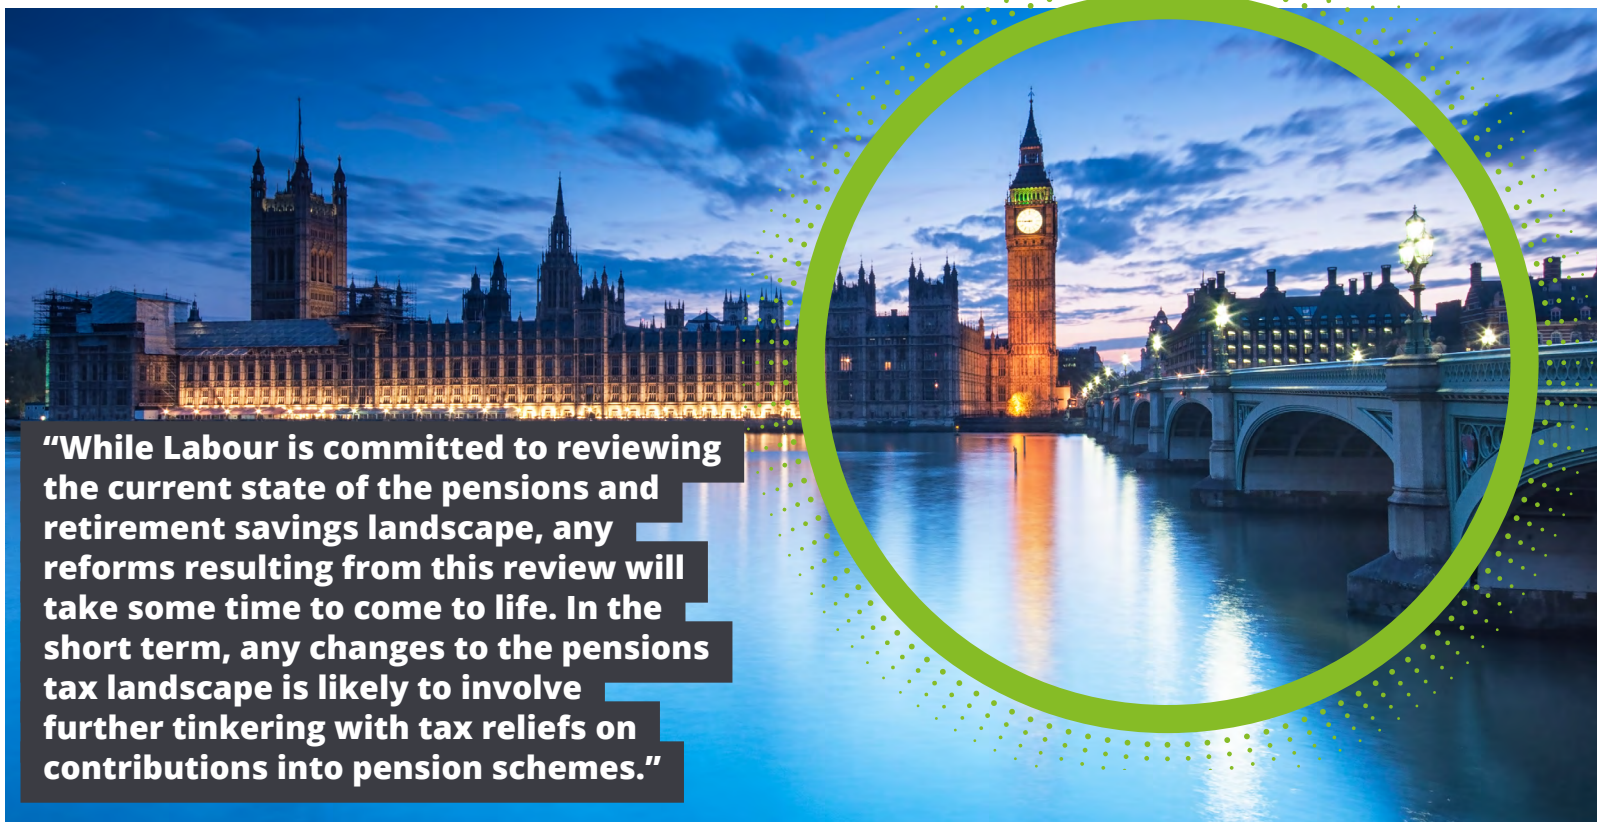 “While Labour is committed to reviewing
the current state of the pensions and
retirement savings landscape, any
reforms resulting from this review will
take some time to come to life. In the
short term, any changes to the pensions
tax landscape is likely to involve
further tinkering with tax reliefs on
contributions into pension schemes.”